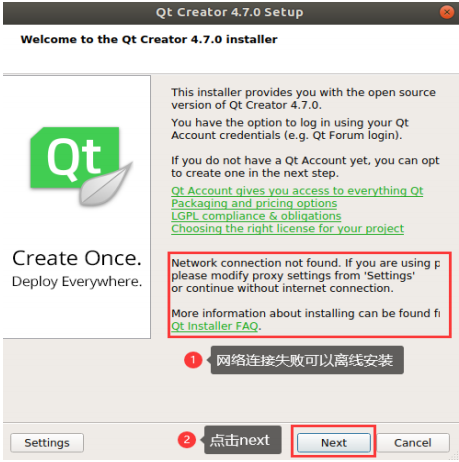 Qt Creator 4.7.0 Setup
Welcome to the Qt Creator 4.7.0 installer
This installer provides you with the open source
version of Qt Creator 4.7.0.
You have the option to log in using your Qt
Account credentials (e.g. Qt Forum login).
If you do not have a Qt Account yet, you can opt
to create one in the next step.
Qt Account gives you access to everything Qt
Packaging and pricing options
LGPL compliance & obligations
Choosing the right license for your project
Qt
Create Once.
Deploy Everywhere.
Network connection not found. If you are using p
please modify proxy settings from 'Settings'
or continue without internet connection.
More information about installing can be found
Qt Installer FAQ.
1 网络连接失败可以离线安装
2 点击next
Settings
Next
Cancel